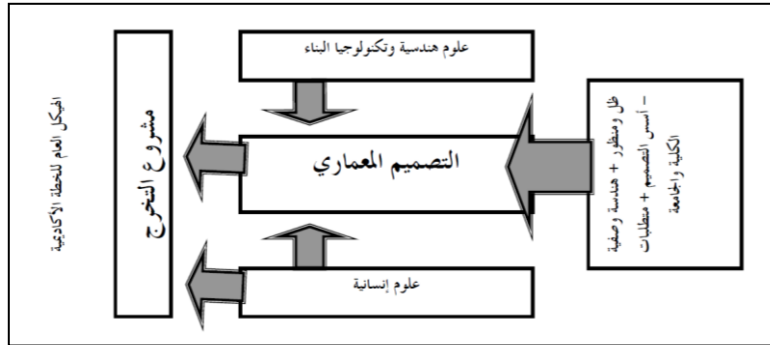 علوم هندسية وتكنولوجيا البناء
ظل ومنظور + هندسة وصفية
– أسس التصميم + متطلبات
الكلية والجامعة
التصميم المعماري
علوم إنسانية
مشروع التخرج
الهيكل العام للخطة الأكاديمية